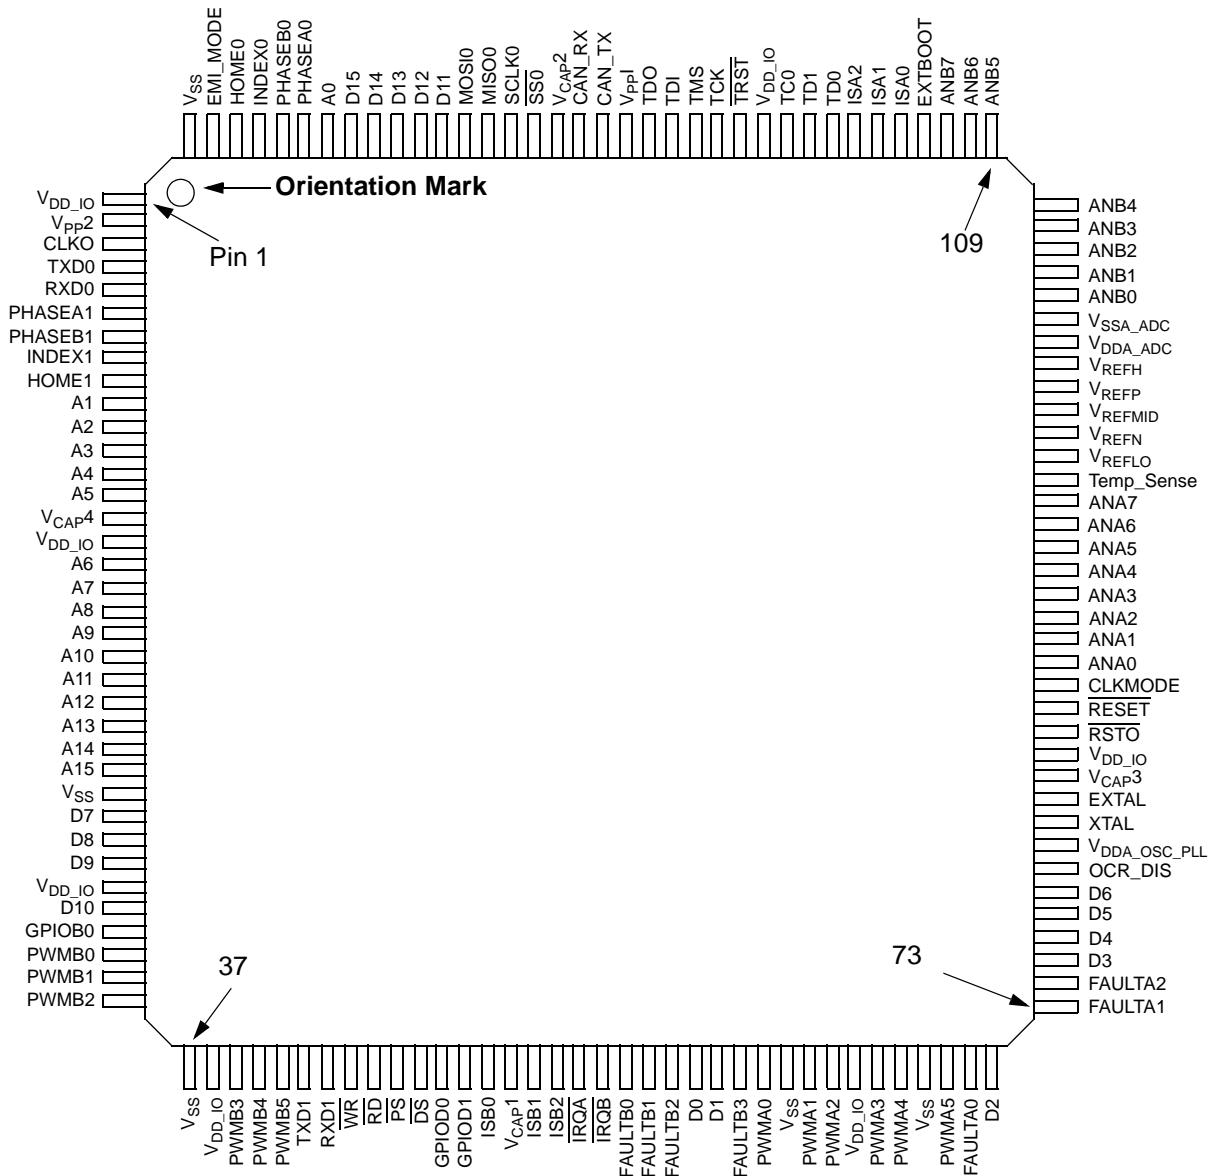 VSS
EMI_MODE
HOME0
INDEX0
PHASEB0
PHASEA0
A0
D15
D14
D13
D12
D11
MOSI0
MISO0
SCLK0
SS0
VCAP2
CAN_RX
CAN_TX
VPP1
TDO
TDI
TMS
TCK
TRST
VDD_IO
TC0
TD1
TD0
ISA2
ISA1
ISA0
EXTBOOT
ANB7
ANB6
ANB5
Orientation Mark
Pin 1
109
VDD_IO
VPP2
CLKO
TXD0
RXD0
PHASEA1
PHASEB1
INDEX1
HOME1
A1
A2
A3
A4
A5
VCAP4
VDD_IO
A6
A7
A8
A9
A10
A11
A12
A13
A14
A15
VSS
D7
D8
D9
VDD_IO
D10
GPIOB0
PWMB0
PWMB1
PWMB2
ANB4
ANB3
ANB2
ANB1
ANB0
VSSA_ADC
VDDA_ADC
VREFH
VREFP
VREFMID
VREFN
VREFLO
Temp_Sense
ANA7
ANA6
ANA5
ANA4
ANA3
ANA2
ANA1
ANA0
CLKMODE
RESET
RSTO
VDD_IO
VCAP3
EXTAL
XTAL
VDDA_OSC_PLL
OCR_DIS
D6
D5
D4
D3
FAULTA2
FAULTA1
37
73
VSS
VDD_IO
PWMB3
PWMB4
PWMB5
TXD1
RXD1
WR
RD
PS
DS
GPIOD0
GPIOD1
ISB0
VCAP1
ISB1
ISB2
IRQA
IRQB
FAULTB0
FAULTB1
FAULTB2
D0
D1
FAULTB3
PWMA0
VSS
PWMA1
PWMA2
VDD_IO
PWMA3
PWMA4
VSS
PWMA5
FAULTA0
D2